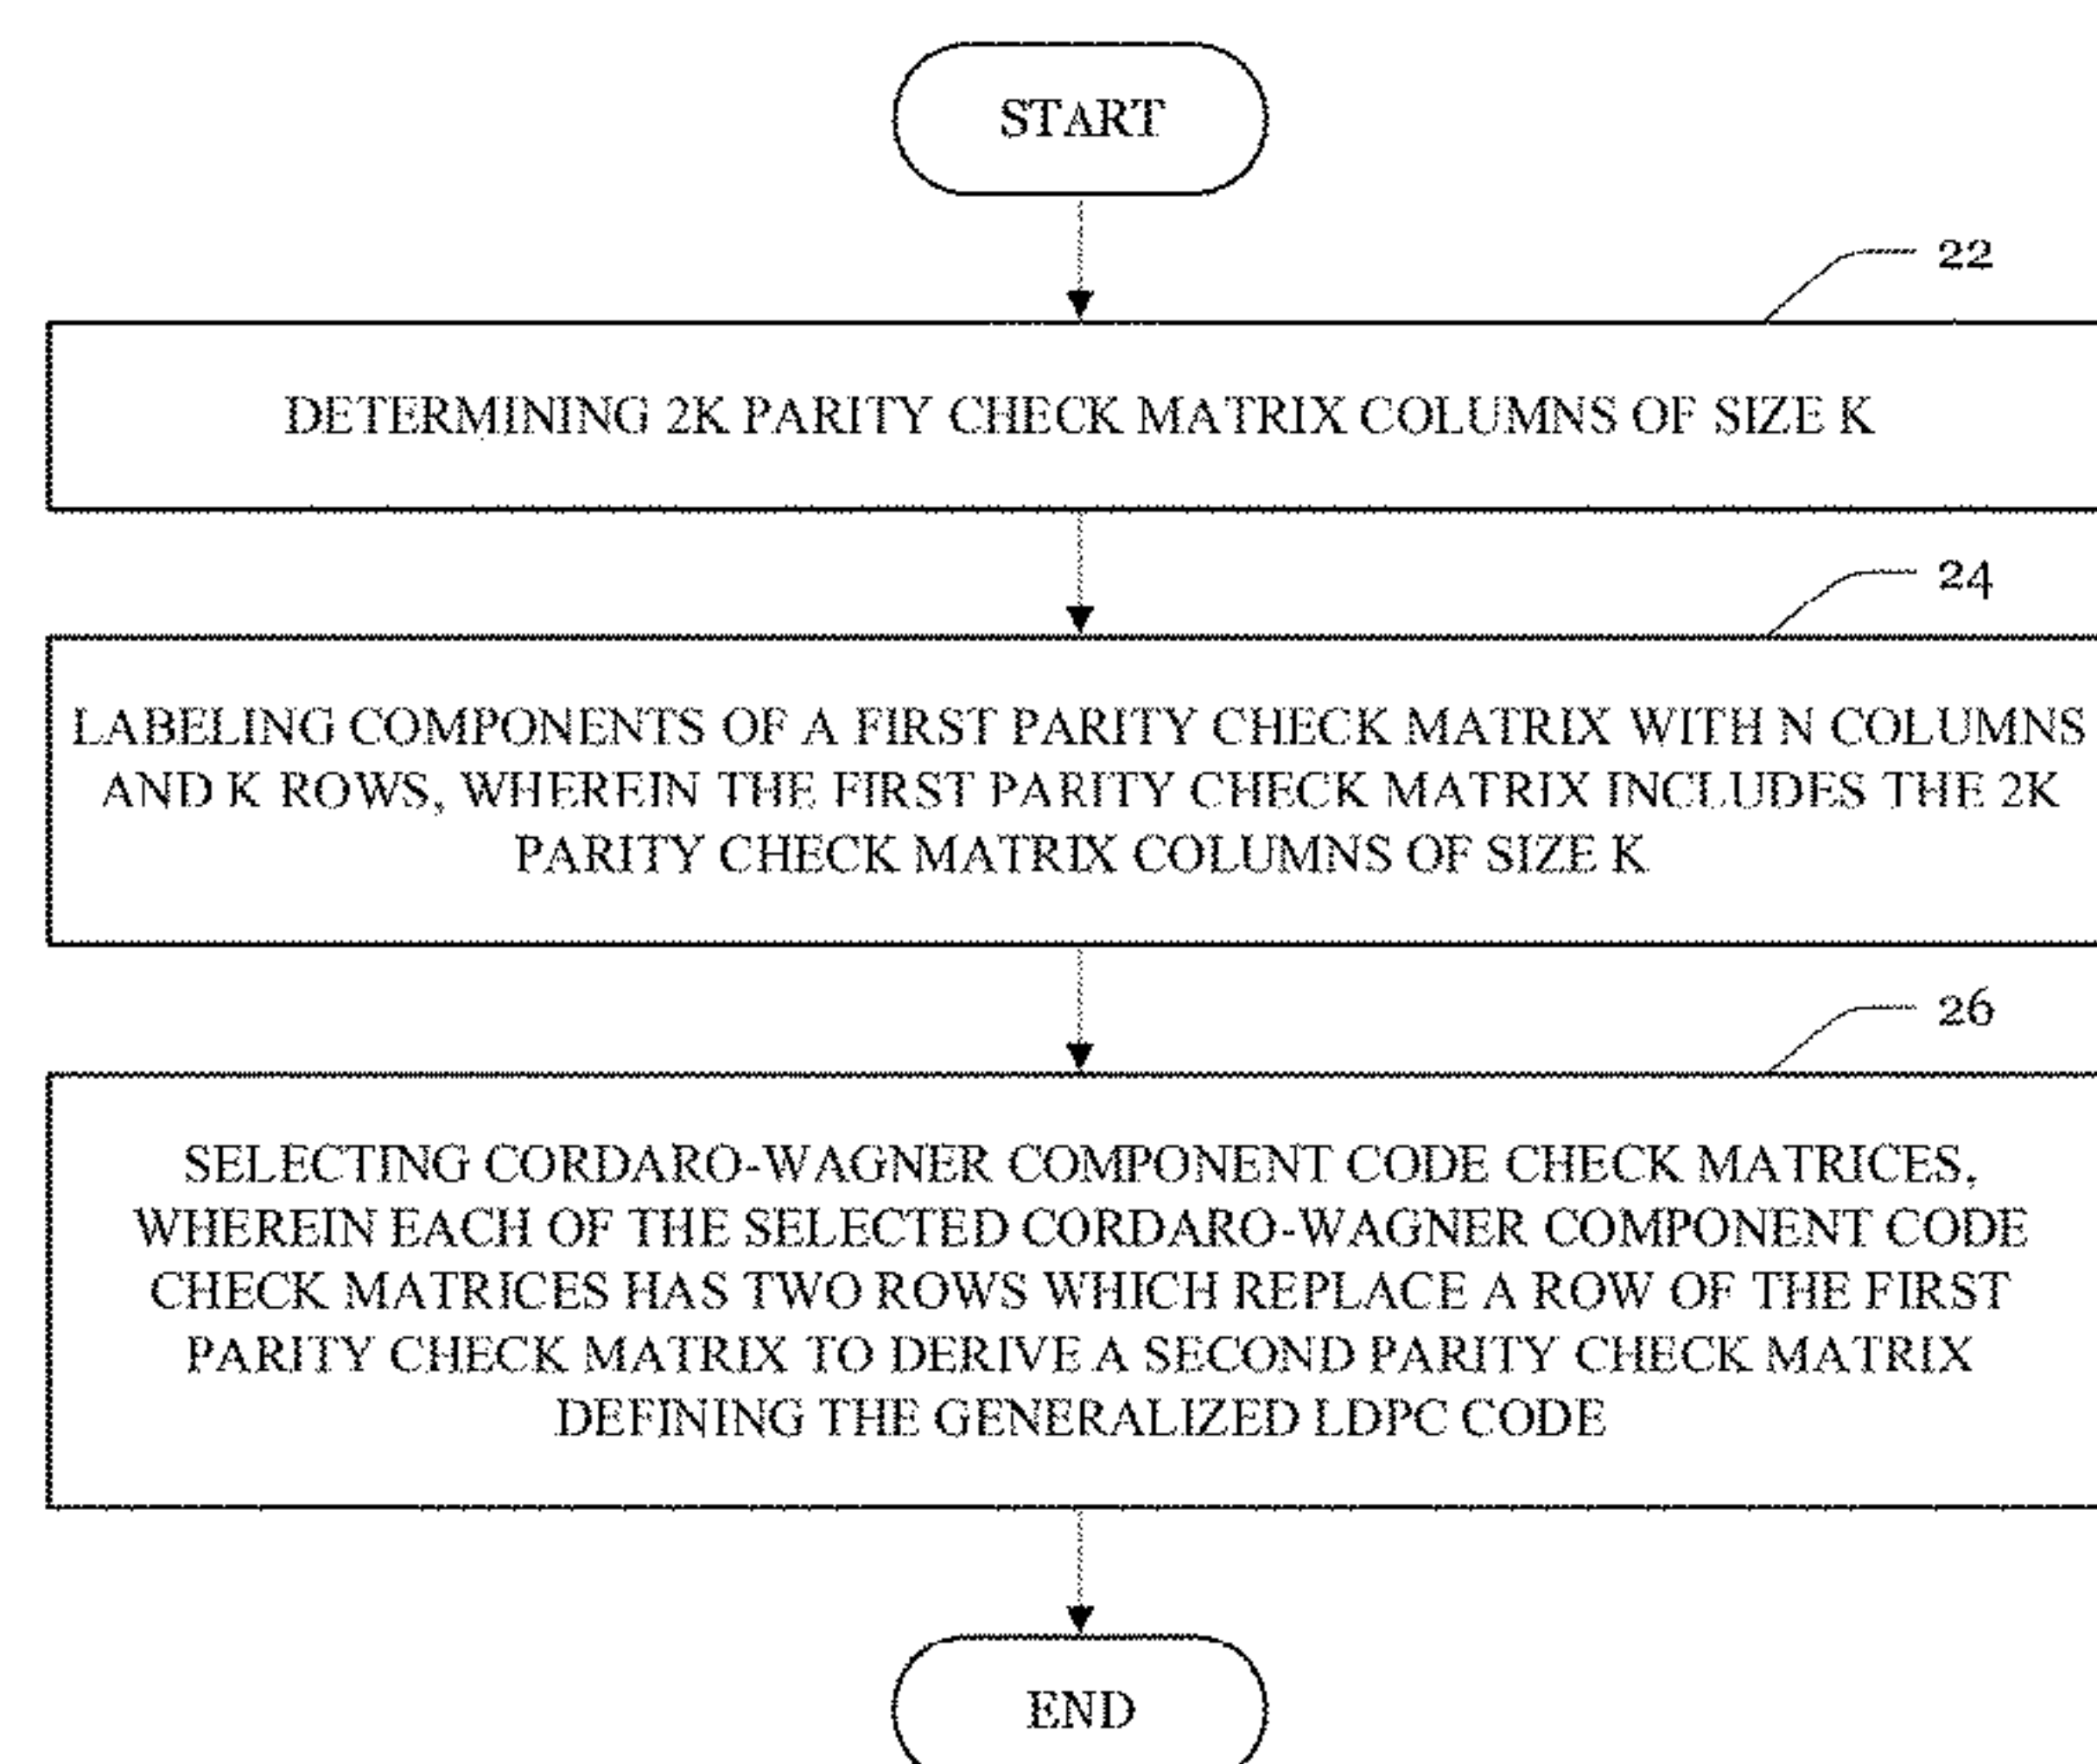 START
22
DETERMINING 2K PARITY CHECK MATRIX COLUMNS OF SIZE K
24
LABELING COMPONENTS OF A FIRST PARITY CHECK MATRIX WITH N COLUMNS
AND K ROWS, WHEREIN THE FIRST PARITY CHECK MATRIX INCLUDES THE 2K
PARITY CHECK MATRIX COLUMNS OF SIZE K
26
SELECTING CORDARO-WAGNER COMPONENT CODE CHECK MATRICES,
WHEREIN EACH OF THE SELECTED CORDARO-WAGNER COMPONENT CODE
CHECK MATRICES HAS TWO ROWS WHICH REPLACE A ROW OF THE FIRST
PARITY CHECK MATRIX TO DERIVE A SECOND PARITY CHECK MATRIX
DEFINING THE GENERALIZED LDPC CODE
END